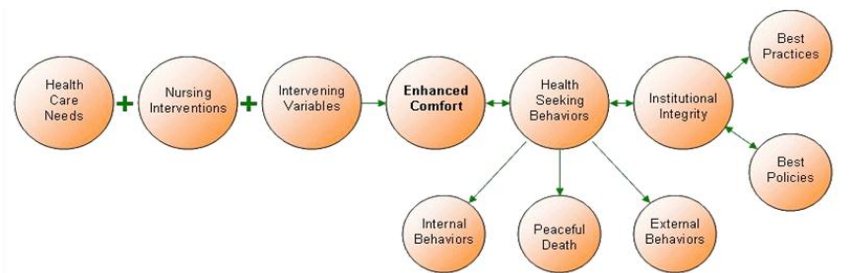 Health
Care
Needs
+
Nursing
Interventions
+
Intervening
Variables
Enhanced
Comfort
Health
Seeking
Behaviors
Institutional
Integrity
Best
Practices
Best
Policies
Internal
Behaviors
Peaceful
Death
External
Behaviors